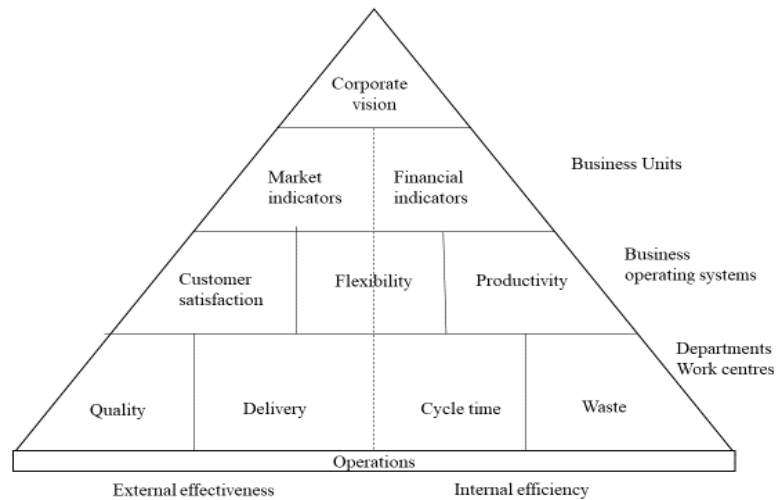 Corporate
vision
Market
indicators
Financial
indicators
Business Units
Customer
satisfaction
Flexibility
Productivity
Business
operating systems
Quality
Delivery
Cycle time
Waste
Departments
Work centres
Operations
External effectiveness
Internal efficiency